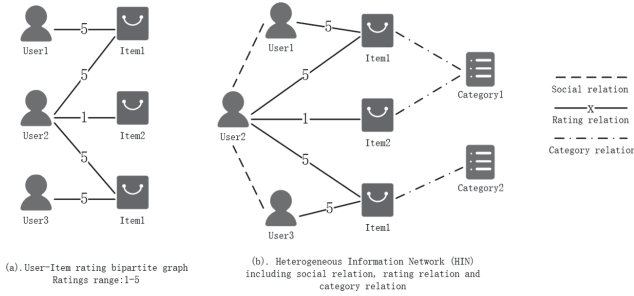 User1
5
Item1
5
User2
1
Item2
5
User3
5
Item1
(a).User-Item rating bipartite graph
Ratings range:1-5
User1
5
Item1
5
Category1
User2
1
Item2
5
Category2
User3
5
Item1
(b). Heterogeneous Information Network (HIN)
including social relation, rating relation and
category relation
Social relation
X
Rating relation
Category relation